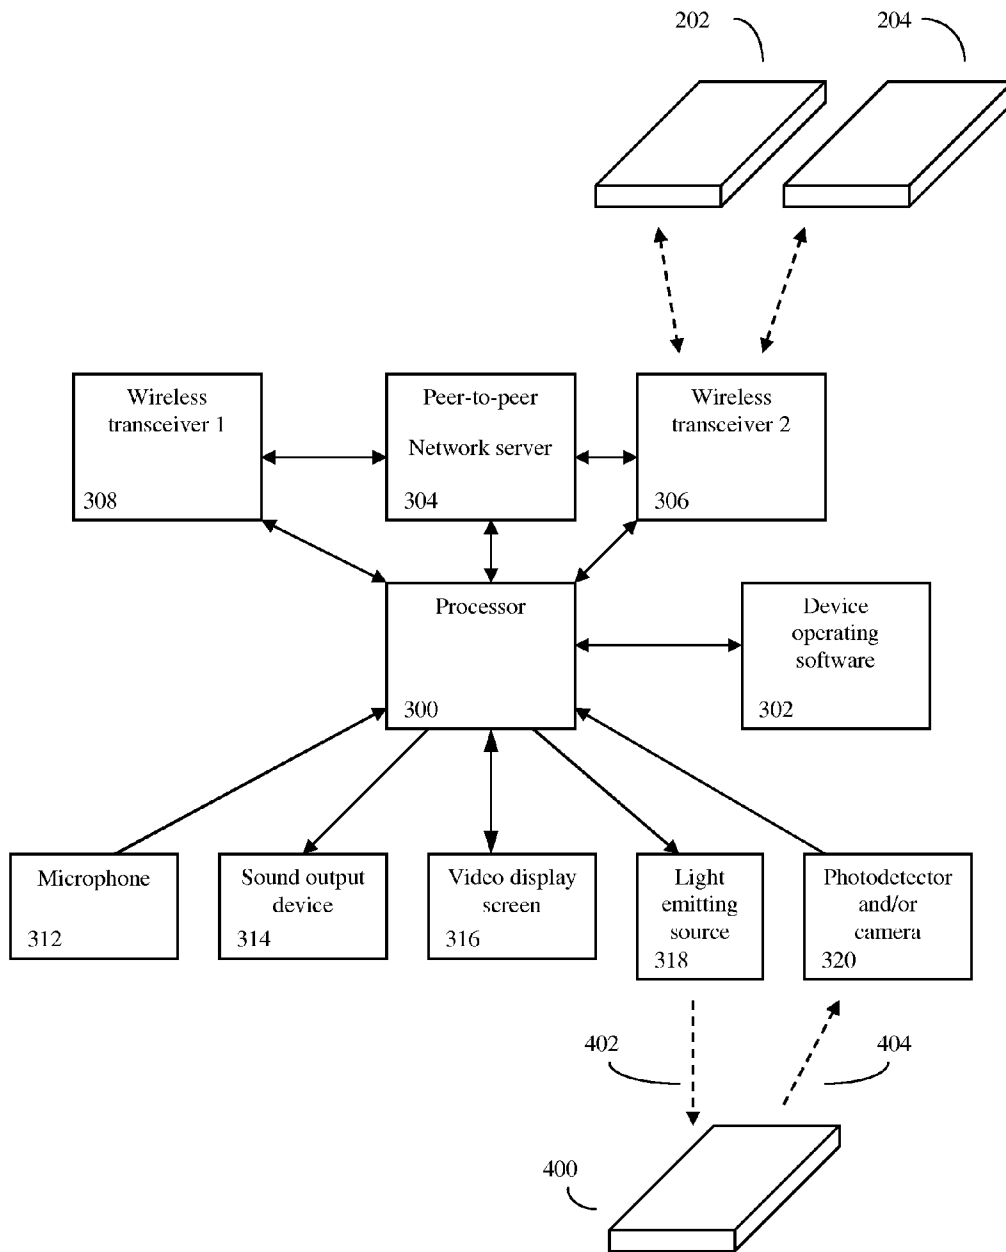 202
204
Wireless
transceiver 1
308
Peer-to-peer
Network server
304
Wireless
transceiver 2
306
Processor
300
Device
operating
software
302
Microphone
312
Sound output
device
314
Video display
screen
316
Light
emitting
source
318
Photodetector
and/or
camera
320
402
404
400